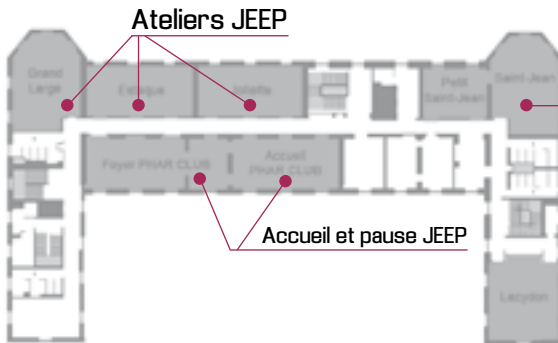 Ateliers JEEP
Grand
Large
Estaque
Joliette
Petit
Saint-Jean
Saint-Jean
Foyer PHAR CLUB
Accueil
PHAR CLUB
Accueil et pause JEEP
Lacydon